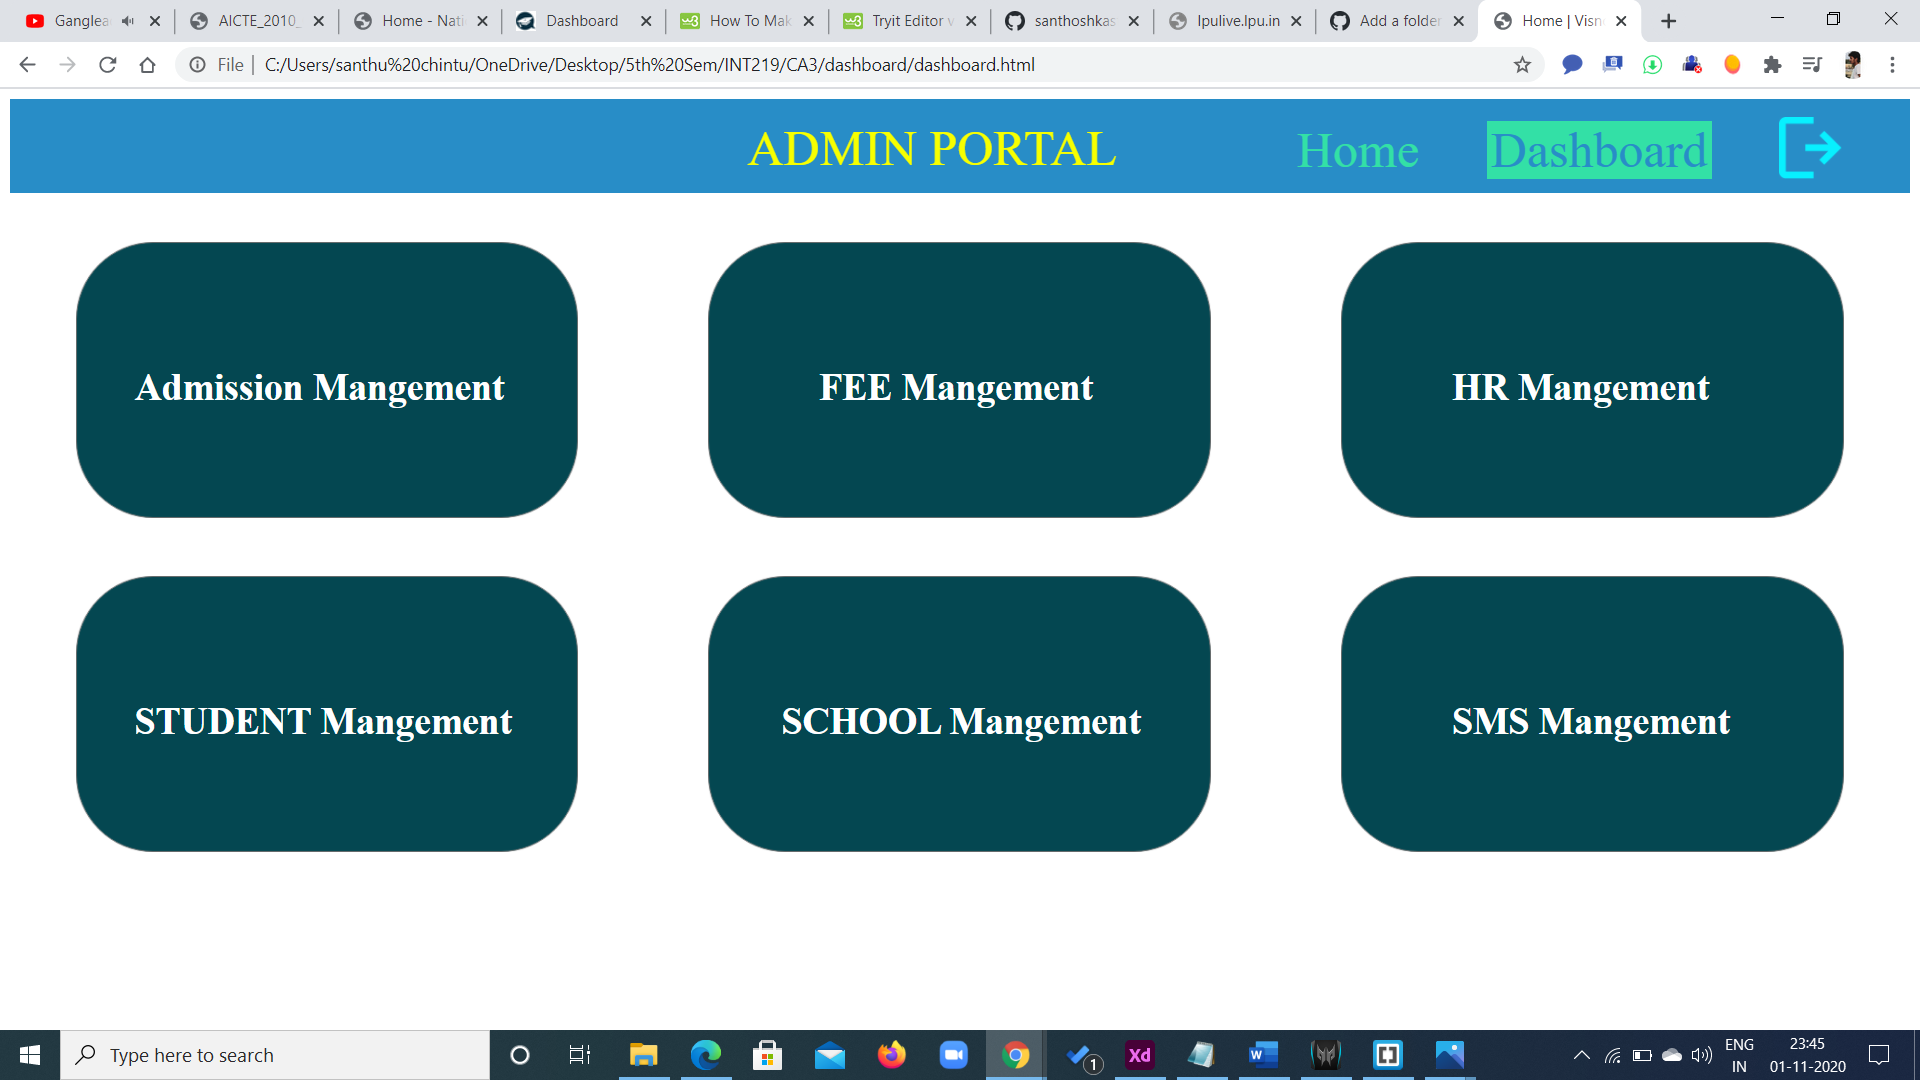 Ganglea
AICTE_2010_
Home - Nati
Dashboard
How To Mak
Tryit Editor v
santhoshkas
lpulive.lpu.in
Add a folder
Home | Visn
File | C:/Users/santhu%20chintu/OneDrive/Desktop/5th%20Sem/INT219/CA3/dashboard/dashboard.html
ADMIN PORTAL
Home
Dashboard
Admission Mangement
FEE Mangement
HR Mangement
STUDENT Mangement
SCHOOL Mangement
SMS Mangement
Type here to search
Xd
1
ENG
IN
23:45
01-11-2020